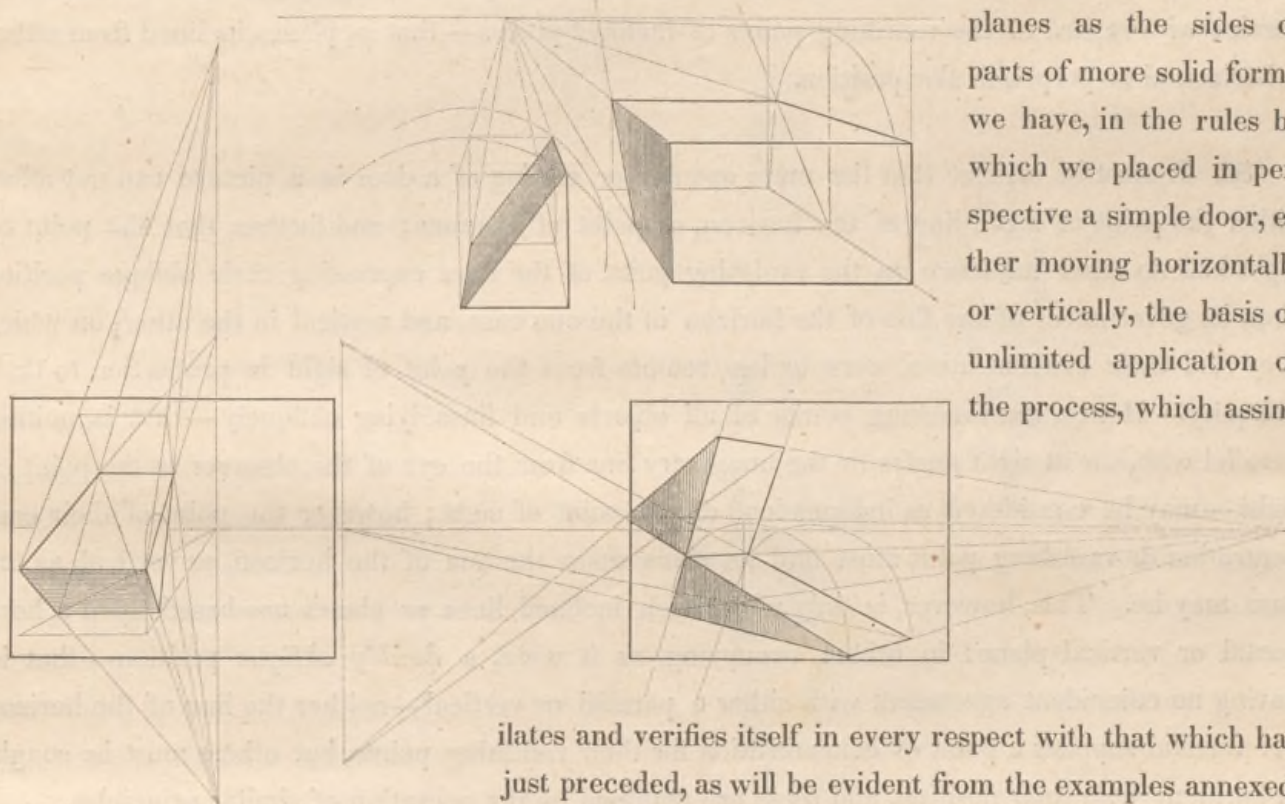 planes as the sides o
parts of more solid form
we have, in the rules b
which we placed in per
spective a simple door, e
ther moving horizontall
or vertically, the basis o
unlimited application o
the process, which assim
ilates and verifies itself in every respect with that which ha
just preceded, as will be evident from the examples annexed